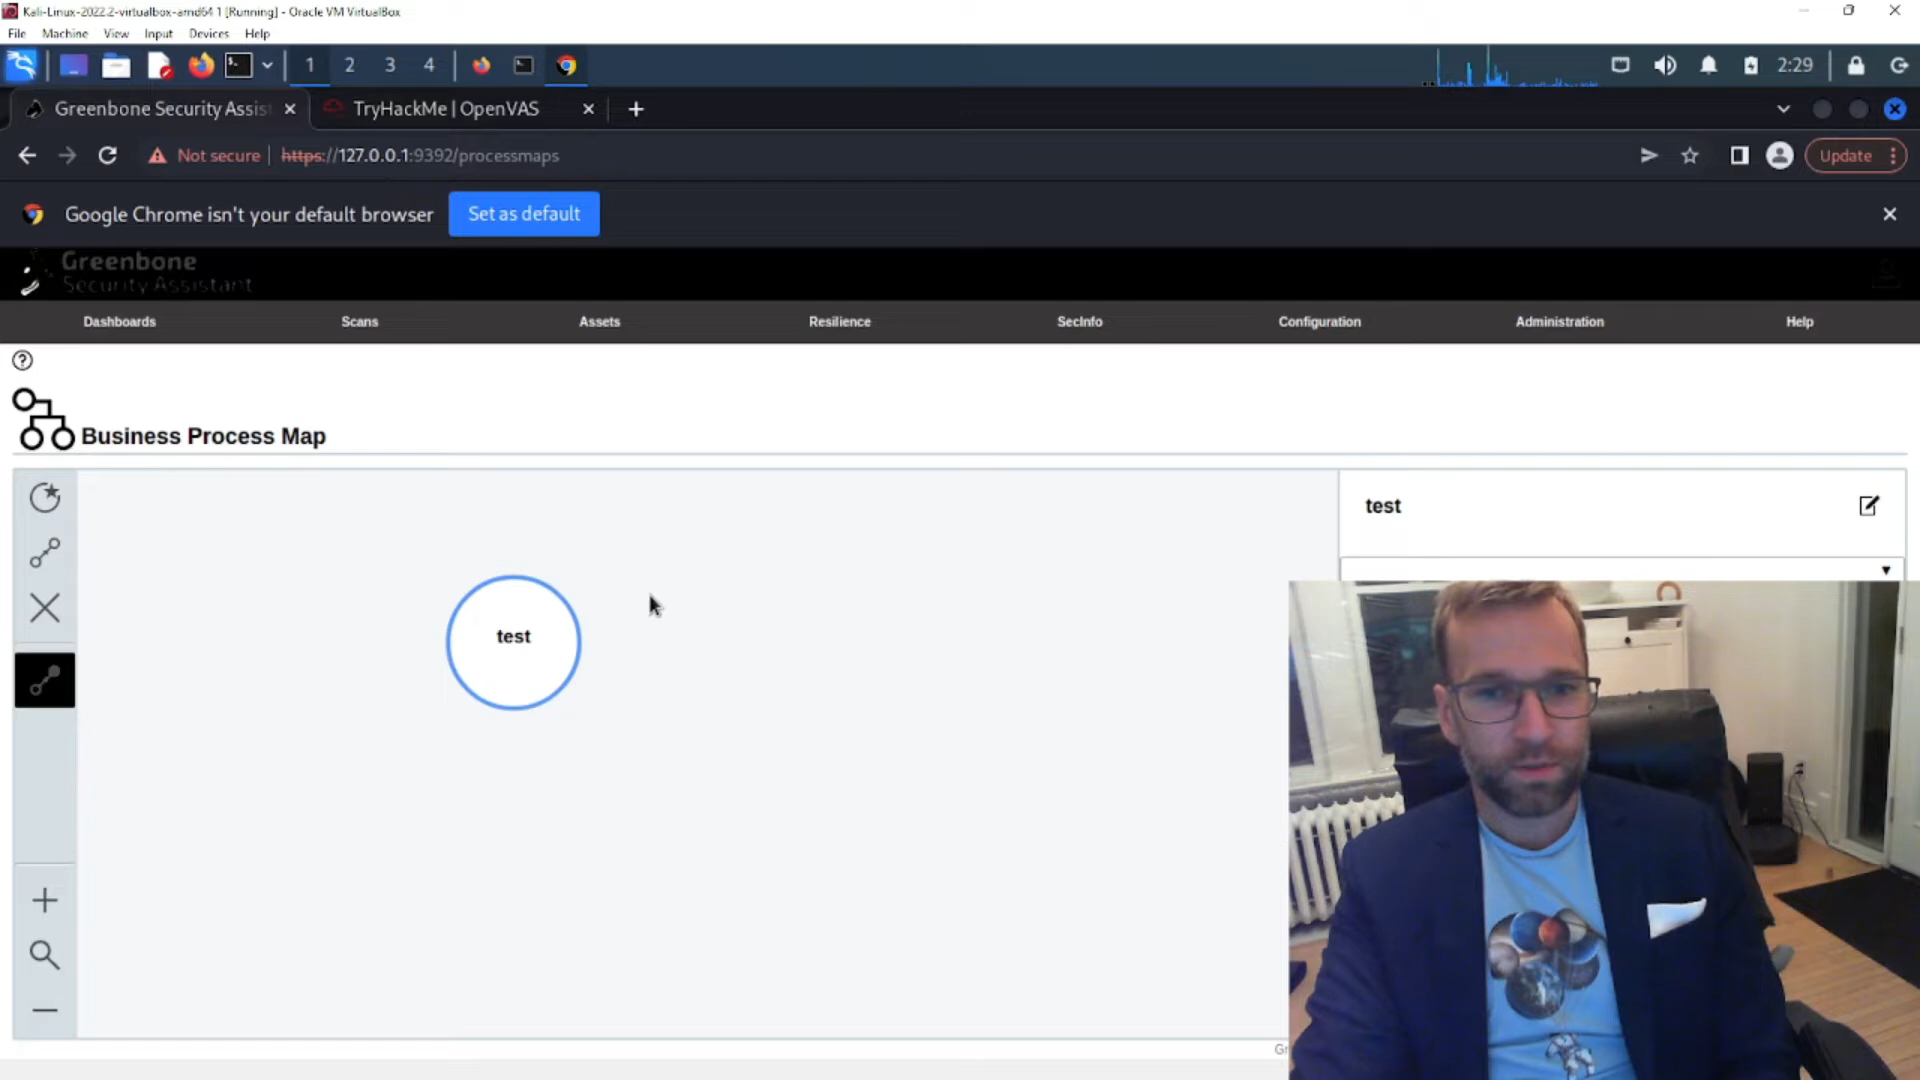 Kali-Linux-2022.2-virtualbox-amd64 1 [Running] - Oracle VM VirtualBox
File Machine View Input Devices Help
1 2 3 4 2:29
Greenbone Security Assis TryHackMe | OpenVAS
Not secure https://127.0.0.1:9392/processmaps Update
Google Chrome isn't your default browser Set as default
Greenbone
Security Assistant
Dashboards Scans Assets Resilience SecInfo Configuration Administration Help
Business Process Map
test
test
Gr